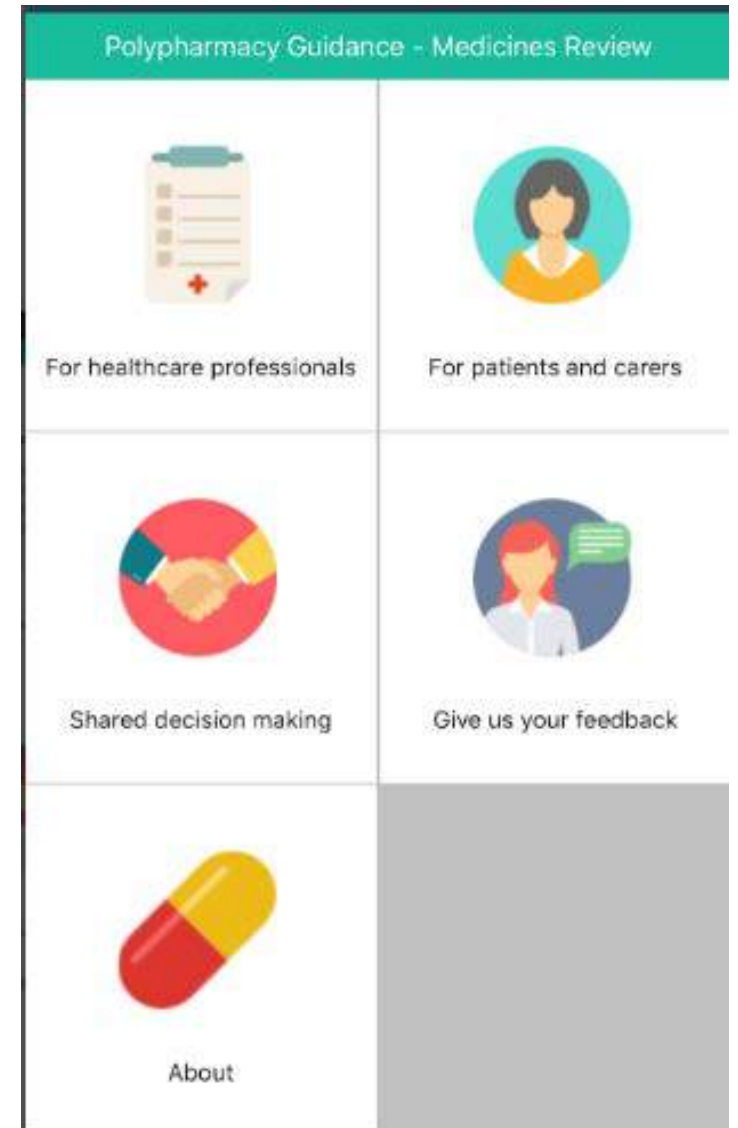 Polypharmacy Guidance - Medicines Review
For healthcare professionals
For patients and carers
Shared decision making
Give us your feedback
About